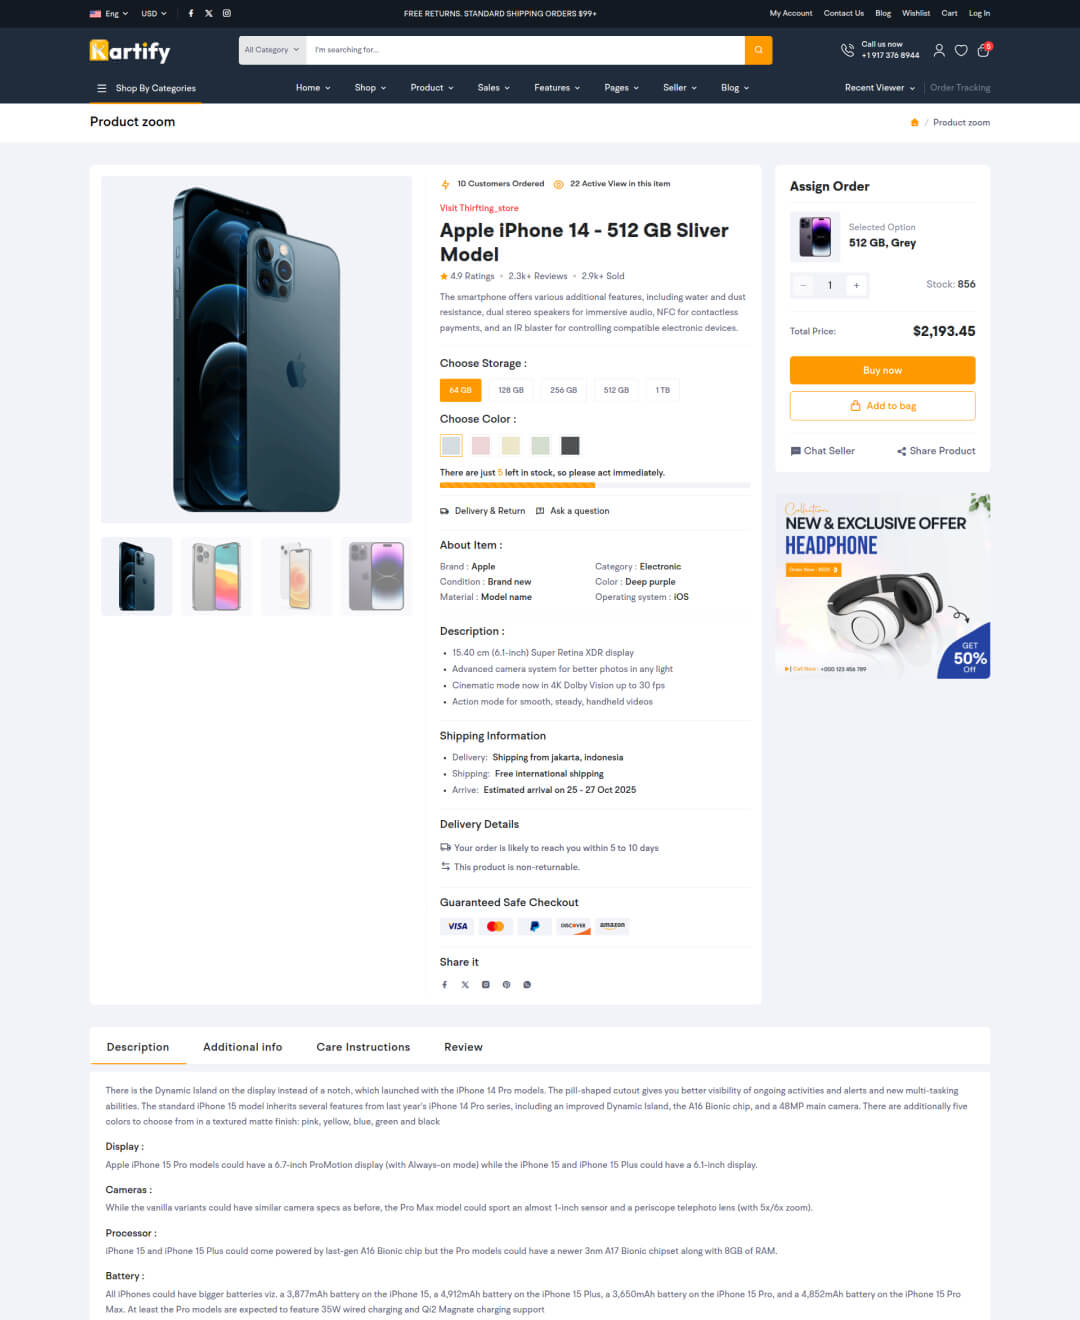 Eng
USD
FREE RETURNS. STANDARD SHIPPING ORDERS $99+
My Account
Contact Us
Blog
Wishlist
Cart
Log In
Kartify
All Category
I'm searching for...
Call us now
+1 917 376 8944
5
Shop By Categories
Home
Shop
Product
Sales
Features
Pages
Seller
Blog
Recent Viewer
Order Tracking
Product zoom
/ Product zoom
10 Customers Ordered
22 Active View in this item
Visit Thirfting_store
Apple iPhone 14 - 512 GB Sliver
Model
4.9 Ratings • 2.3k+ Reviews • 2.9k+ Sold
The smartphone offers various additional features, including water and dust
resistance, dual stereo speakers for immersive audio, NFC for contactless
payments, and an IR blaster for controlling compatible electronic devices.
Choose Storage :
64 GB
128 GB
256 GB
512 GB
1 TB
Choose Color :
There are just 5 left in stock, so please act immediately.
Delivery & Return
Ask a question
About Item :
Brand : Apple
Category : Electronic
Condition : Brand new
Color : Deep purple
Material : Model name
Operating system : iOS
Description :
• 15.40 cm (6.1-inch) Super Retina XDR display
• Advanced camera system for better photos in any light
• Cinematic mode now in 4K Dolby Vision up to 30 fps
• Action mode for smooth, steady, handheld videos
Shipping Information
• Delivery: Shipping from jakarta, indonesia
• Shipping: Free international shipping
• Arrive: Estimated arrival on 25 - 27 Oct 2025
Delivery Details
Your order is likely to reach you within 5 to 10 days
This product is non-returnable.
Guaranteed Safe Checkout
VISA
DISCOVER
amazon
Share it
Assign Order
Selected Option
512 GB, Grey
− 1 +
Stock: 856
Total Price:
$2,193.45
Buy now
Add to bag
Chat Seller
Share Product
Collection
NEW & EXCLUSIVE OFFER
HEADPHONE
Order Now
GET
50%
Off
Call Now : +000 123 456 789
Description
Additional info
Care Instructions
Review
There is the Dynamic Island on the display instead of a notch, which launched with the iPhone 14 Pro models. The pill-shaped cutout gives you better visibility of ongoing activities and alerts and new multi-tasking
abilities. The standard iPhone 15 model inherits several features from last year's iPhone 14 Pro series, including an improved Dynamic Island, the A16 Bionic chip, and a 48MP main camera. There are additionally five
colors to choose from in a textured matte finish: pink, yellow, blue, green and black
Display :
Apple iPhone 15 Pro models could have a 6.7-inch ProMotion display (with Always-on mode) while the iPhone 15 and iPhone 15 Plus could have a 6.1-inch display.
Cameras :
While the vanilla variants could have similar camera specs as before, the Pro Max model could sport an almost 1-inch sensor and a periscope telephoto lens (with 5x/6x zoom).
Processor :
iPhone 15 and iPhone 15 Plus could come powered by last-gen A16 Bionic chip but the Pro models could have a newer 3nm A17 Bionic chipset along with 8GB of RAM.
Battery :
All iPhones could have bigger batteries viz. a 3,877mAh battery on the iPhone 15, a 4,912mAh battery on the iPhone 15 Plus, a 3,650mAh battery on the iPhone 15 Pro, and a 4,852mAh battery on the iPhone 15 Pro
Max. At least the Pro models are expected to feature 35W wired charging and Qi2 Magnate charging support